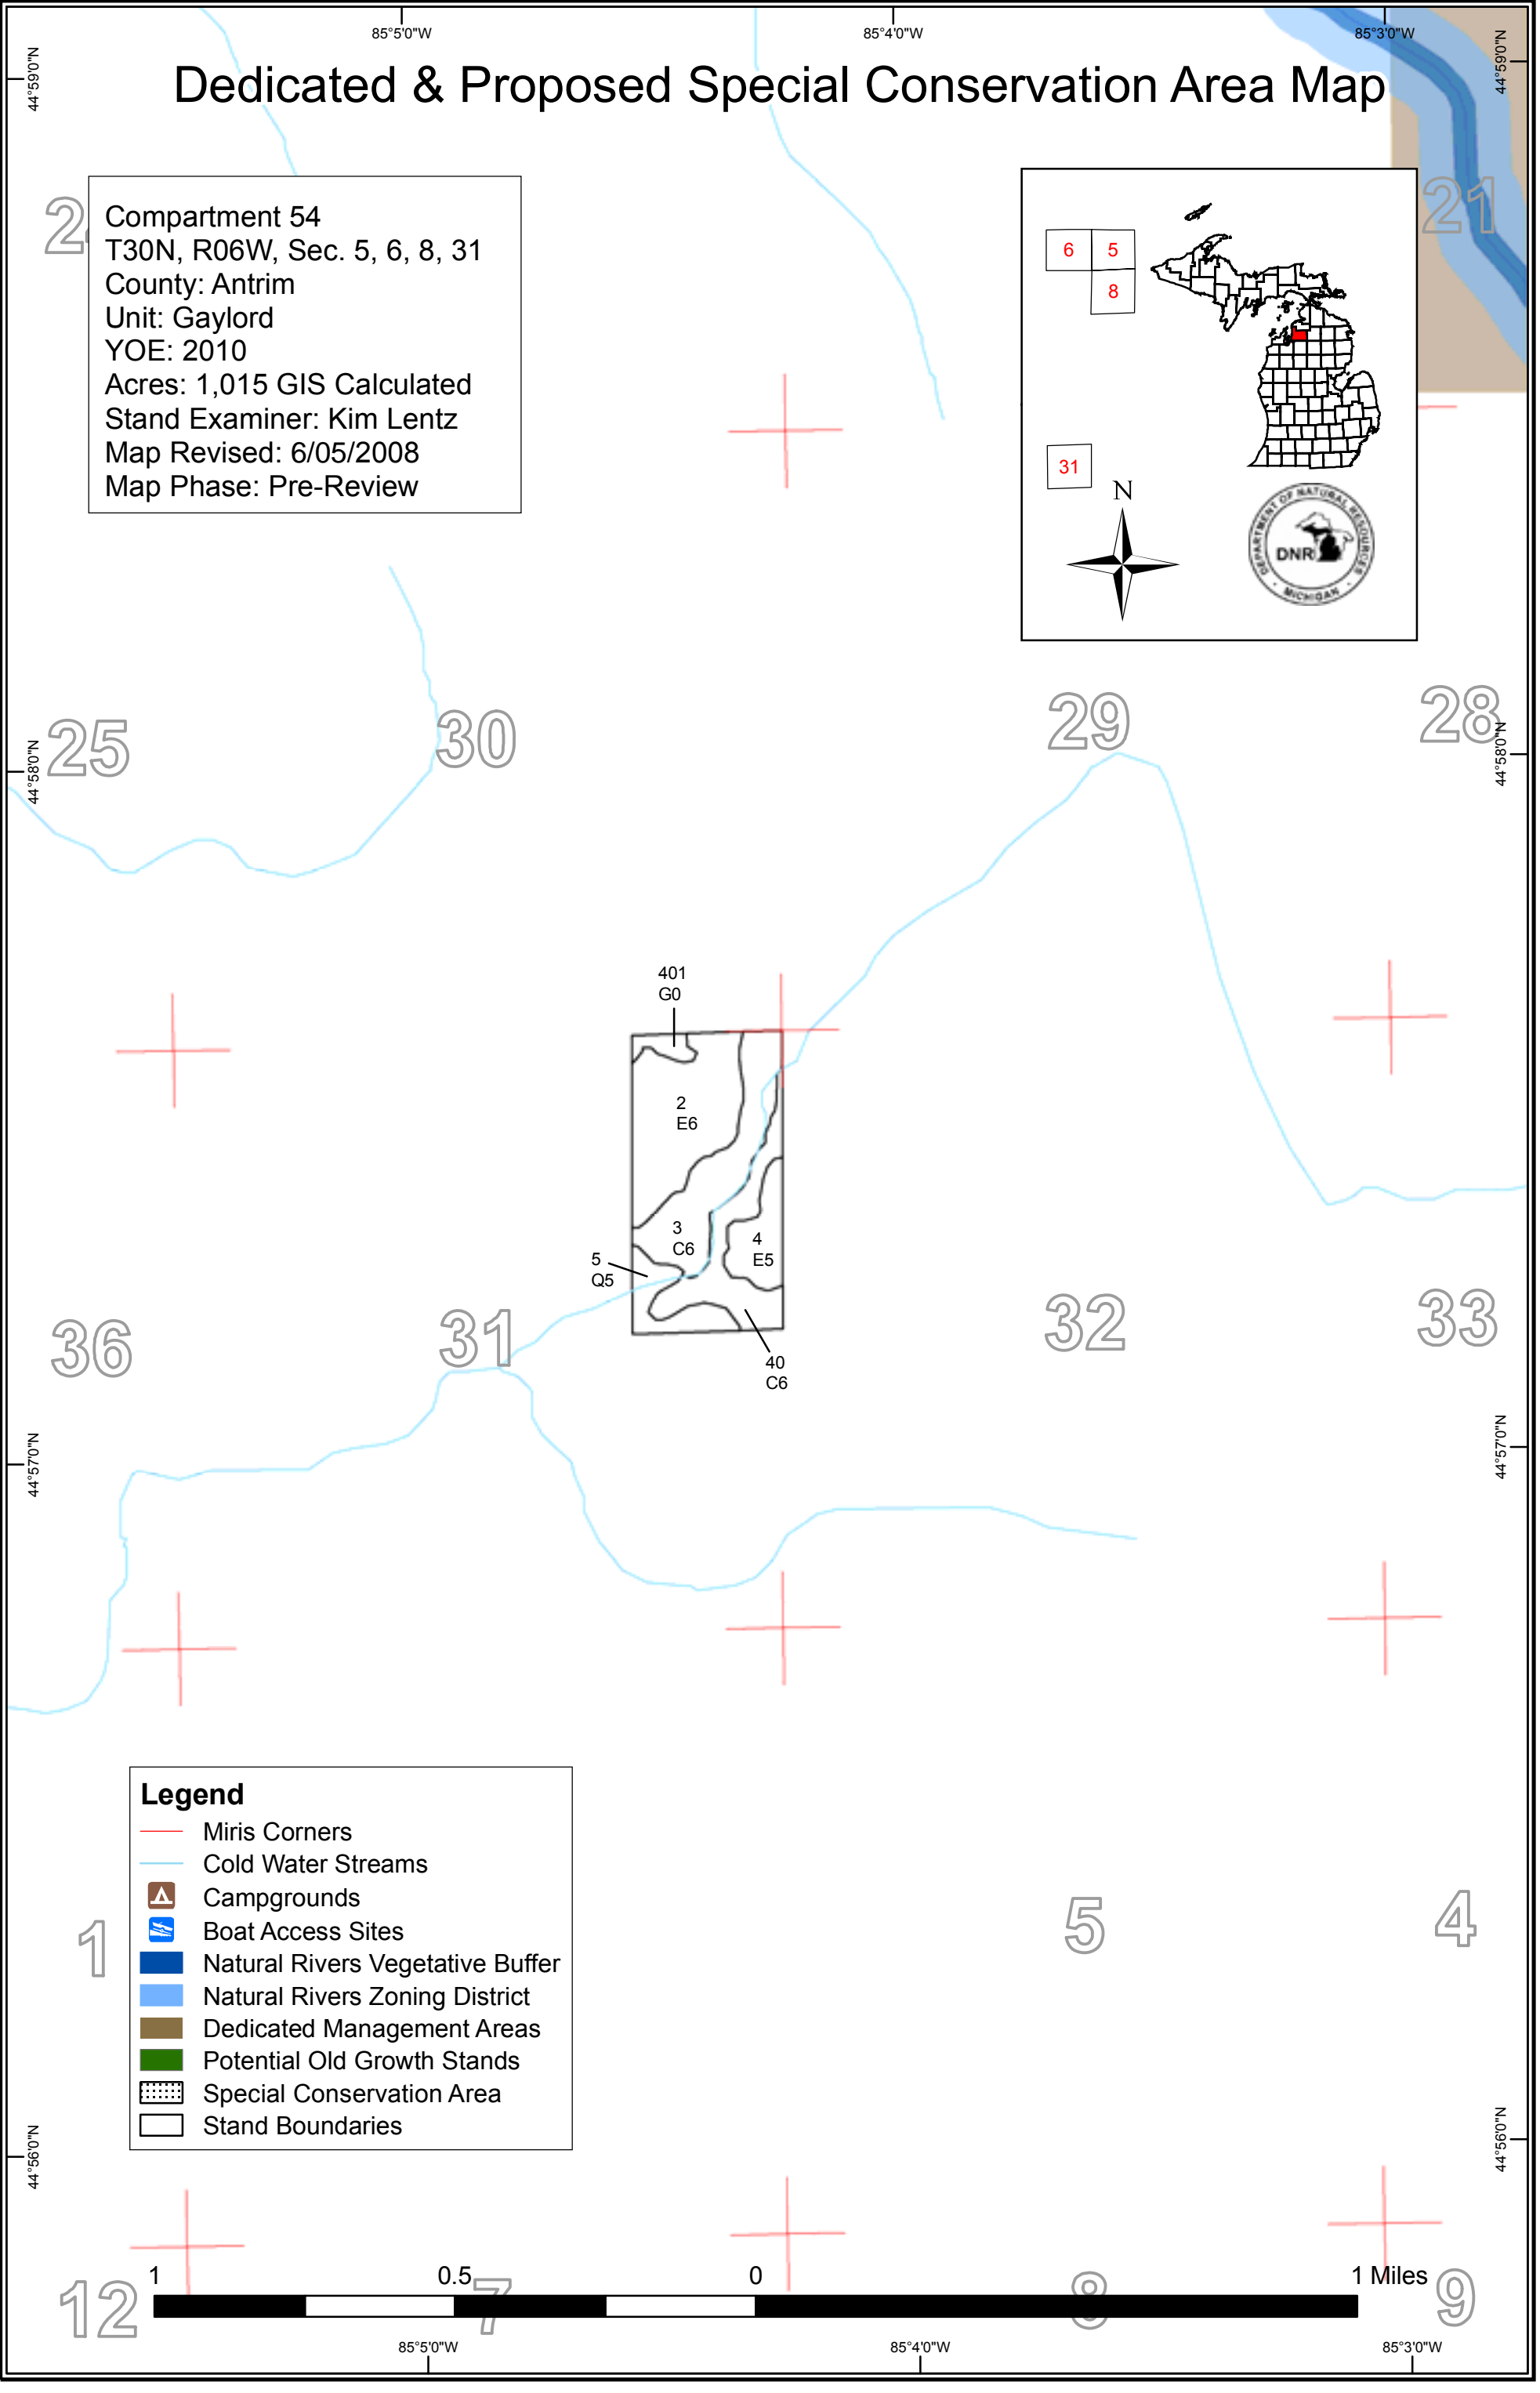 85°5'0"W
85°4'0"W
85°3'0"W
44°59'0"N
44°59'0"N
Dedicated & Proposed Special Conservation Area Map
Compartment 54
T30N, R06W, Sec. 5, 6, 8, 31
County: Antrim
Unit: Gaylord
YOE: 2010
Acres: 1,015 GIS Calculated
Stand Examiner: Kim Lentz
Map Revised: 6/05/2008
Map Phase: Pre-Review
6
5
8
31
N
DEPARTMENT OF NATURAL RESOURCES
DNR
MICHIGAN
21
25
30
29
28
44°58'0"N
44°58'0"N
401
G0
2
E6
3
C6
4
E5
5
Q5
40
C6
36
31
32
33
44°57'0"N
44°57'0"N
Legend
Miris Corners
Cold Water Streams
Campgrounds
Boat Access Sites
Natural Rivers Vegetative Buffer
Natural Rivers Zoning District
Dedicated Management Areas
Potential Old Growth Stands
Special Conservation Area
Stand Boundaries
1
5
4
44°56'0"N
44°56'0"N
1
0.5
0
1 Miles
12
7
8
9
85°5'0"W
85°4'0"W
85°3'0"W